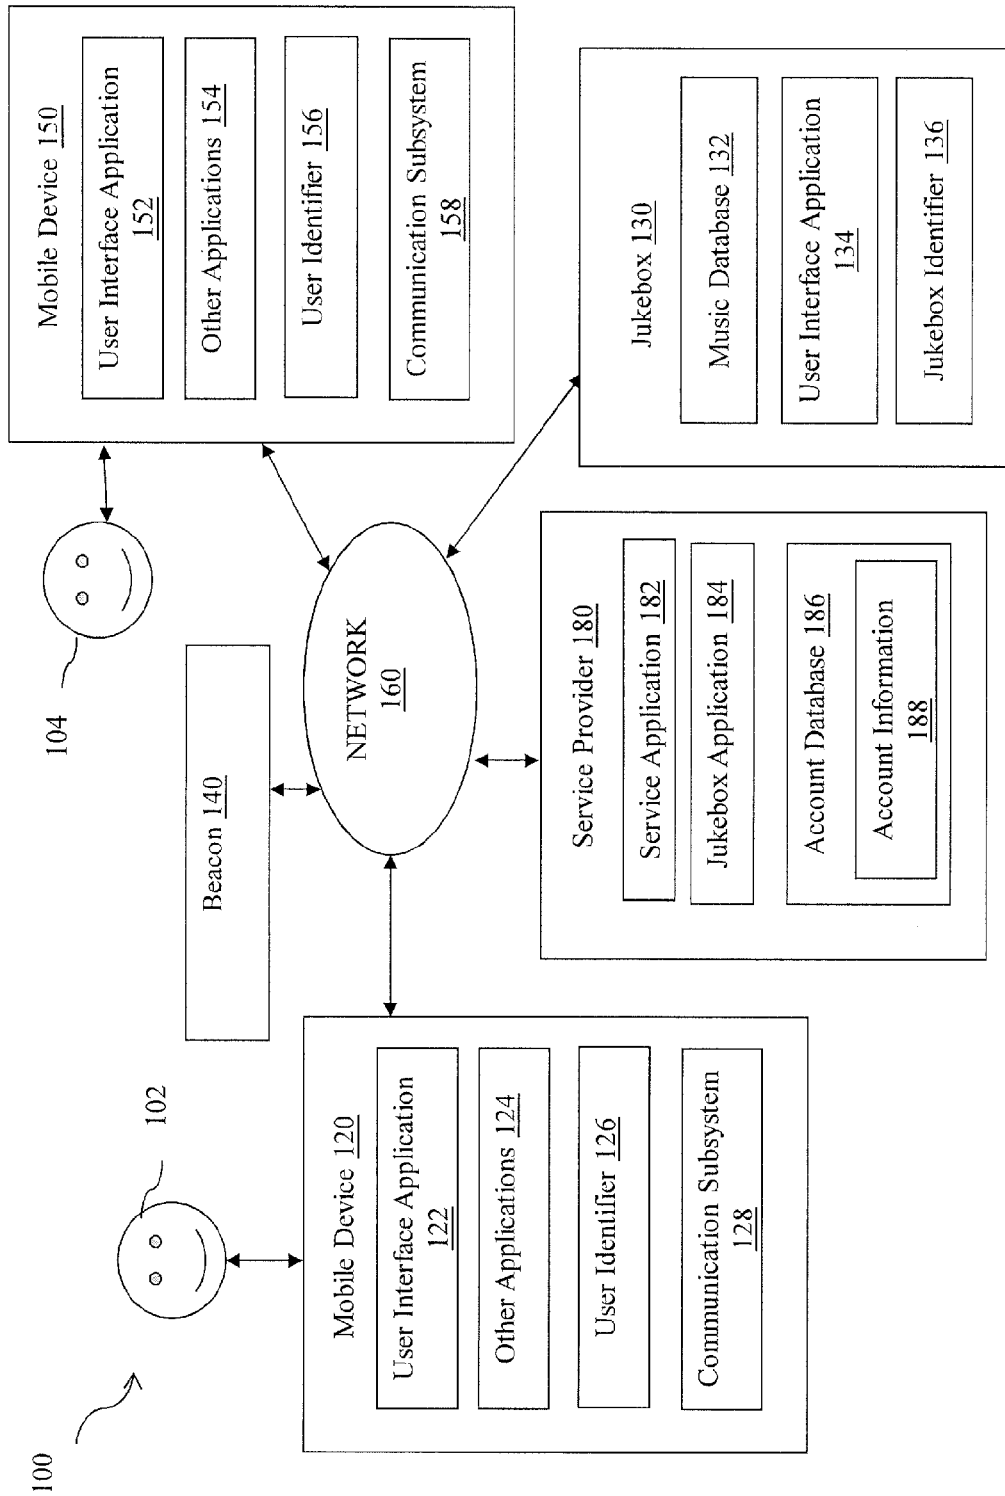 100
102
Mobile Device 120
User Interface Application
122
Other Applications 124
User Identifier 126
Communication Subsystem
128
Beacon 140
NETWORK
160
Service Provider 180
Service Application 182
Jukebox Application 184
Account Database 186
Account Information
188
104
Mobile Device 150
User Interface Application
152
Other Applications 154
User Identifier 156
Communication Subsystem
158
Jukebox 130
Music Database 132
User Interface Application
134
Jukebox Identifier 136